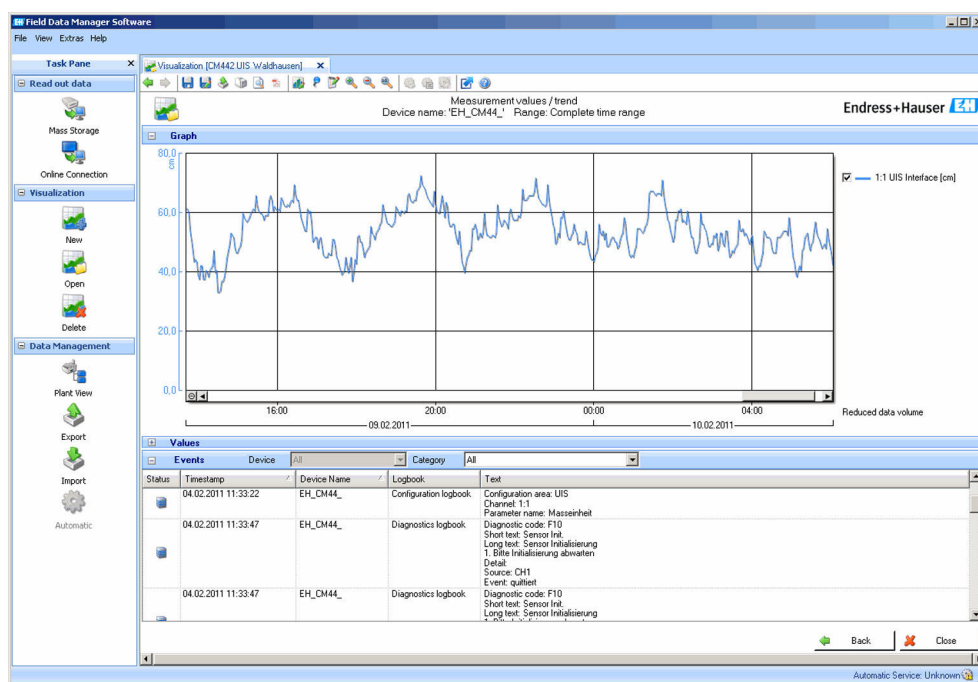 Field Data Manager Software
File View Extras Help
Task Pane X
Visualization [CM442 UIS Waldhausen] X
Read out data
Mass Storage
Online Connection
Visualization
New
Open
Delete
Data Management
Plant View
Export
Import
Automatic
Measurement values / trend
Device name: 'EH_CM44_' Range: Complete time range
Endress+Hauser
Graph
80,0
cm
60,0
40,0
20,0
0,0
1:1 UIS Interface [cm]
16:00 20:00 00:00 04:00
09.02.2011 10.02.2011
Reduced data volume
Values
Events Device All Category All
Status Timestamp Device Name Logbook Text
04.02.2011 11:33:22 EH_CM44_ Configuration logbook Configuration area: UIS
Channel: 1:1
Parameter name: Masseinheit
04.02.2011 11:33:47 EH_CM44_ Diagnostics logbook Diagnostic code: F10
Short text: Sensor Init.
Long text: Sensor Initialisierung
1. Bitte Initialisierung abwarten
Detail:
Source: CH1
Event: quittiert
04.02.2011 11:33:47 EH_CM44_ Diagnostics logbook Diagnostic code: F10
Short text: Sensor Init.
Long text: Sensor Initialisierung
Back Close
Automatic Service: Unknown